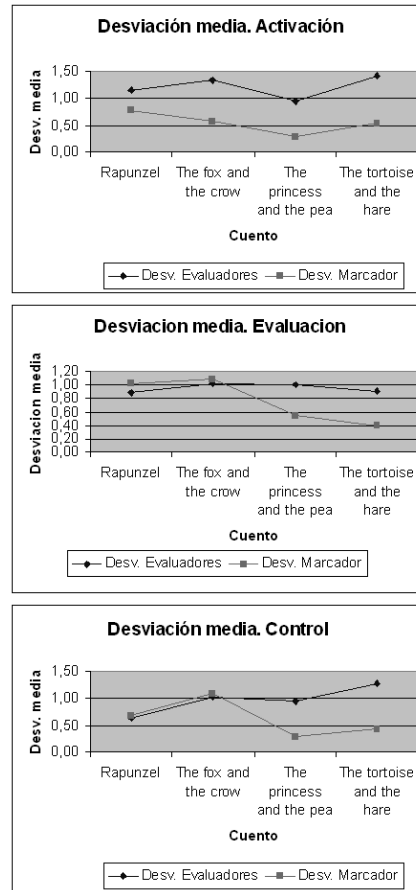 Desviación media. Activación
Desv. media
1,50
1,00
0,50
0,00
Rapunzel
The fox and
the crow
The
princess
and the pea
The tortoise
and the
hare
Cuento
Desv. Evaluadores
Desv. Marcador
Desviacion media. Evaluacion
Desviacion media
1,20
1,00
0,80
0,60
0,40
0,20
0,00
Rapunzel
The fox and
the crow
The
princess
and the pea
The tortoise
and the
hare
Cuento
Desv. Evaluadores
Desv. Marcador
Desviación media. Control
Desv. media
1,50
1,00
0,50
0,00
Rapunzel
The fox and
the crow
The
princess
and the pea
The tortoise
and the
hare
Cuento
Desv. Evaluadores
Desv. Marcador